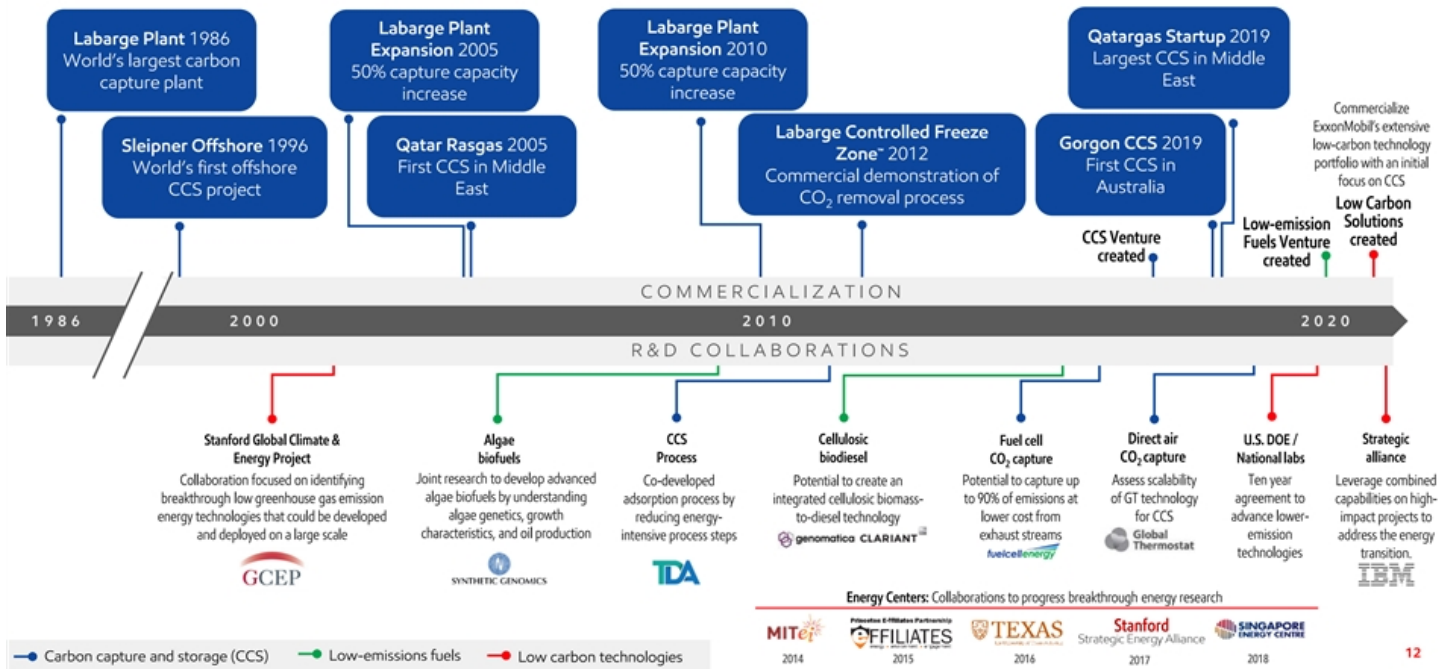 Labarge Plant 1986
World's largest carbon
capture plant
Sleipner Offshore 1996
World's first offshore
CCS project
Labarge Plant
Expansion 2005
50% capture capacity
increase
Qatar Rasgas 2005
First CCS in Middle
East
Labarge Plant
Expansion 2010
50% capture capacity
increase
Labarge Controlled Freeze
Zone™ 2012
Commercial demonstration of
CO₂ removal process
Qatargas Startup 2019
Largest CCS in Middle
East
Gorgon CCS 2019
First CCS in
Australia
CCS Venture
created
Low-emission
Fuels Venture
created
Commercialize
ExxonMobil's extensive
low-carbon technology
portfolio with an initial
focus on CCS
Low Carbon
Solutions
created
COMMERCIALIZATION
1986
2000
2010
2020
R&D COLLABORATIONS
Stanford Global Climate &
Energy Project
Collaboration focused on identifying
breakthrough low greenhouse gas emission
energy technologies that could be developed
and deployed on a large scale
GCEP
Algae
biofuels
Joint research to develop advanced
algae biofuels by understanding
algae genetics, growth
characteristics, and oil production
SYNTHETIC GENOMICS
CCS
Process
Co-developed
adsorption process by
reducing energy-
intensive process steps
TDA
Cellulosic
biodiesel
Potential to create an
integrated cellulosic biomass-
to-diesel technology
genomatica CLARIANT
Fuel cell
CO₂ capture
Potential to capture up
to 90% of emissions at
lower cost from
exhaust streams
fuelcellenergy
Direct air
CO₂ capture
Assess scalability
of GT technology
for CCS
Global
Thermostat
U.S. DOE /
National labs
Ten year
agreement to
advance lower-
emission
technologies
Strategic
alliance
Leverage combined
capabilities on high-
impact projects to
address the energy
transition.
IBM
Energy Centers: Collaborations to progress breakthrough energy research
MITei
2014
Princeton E-ffiliates Partnership
eFFILIATES
2015
TEXAS
2016
Stanford
Strategic Energy Alliance
2017
SINGAPORE
ENERGY CENTRE
2018
Carbon capture and storage (CCS)
Low-emissions fuels
Low carbon technologies
12